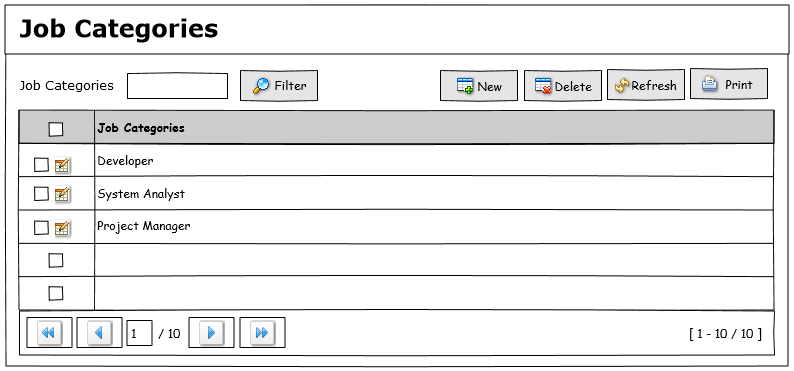 Job Categories
Job Categories Filter New Delete Refresh Print
Job Categories
Developer
System Analyst
Project Manager
1 / 10 [ 1 - 10 / 10 ]